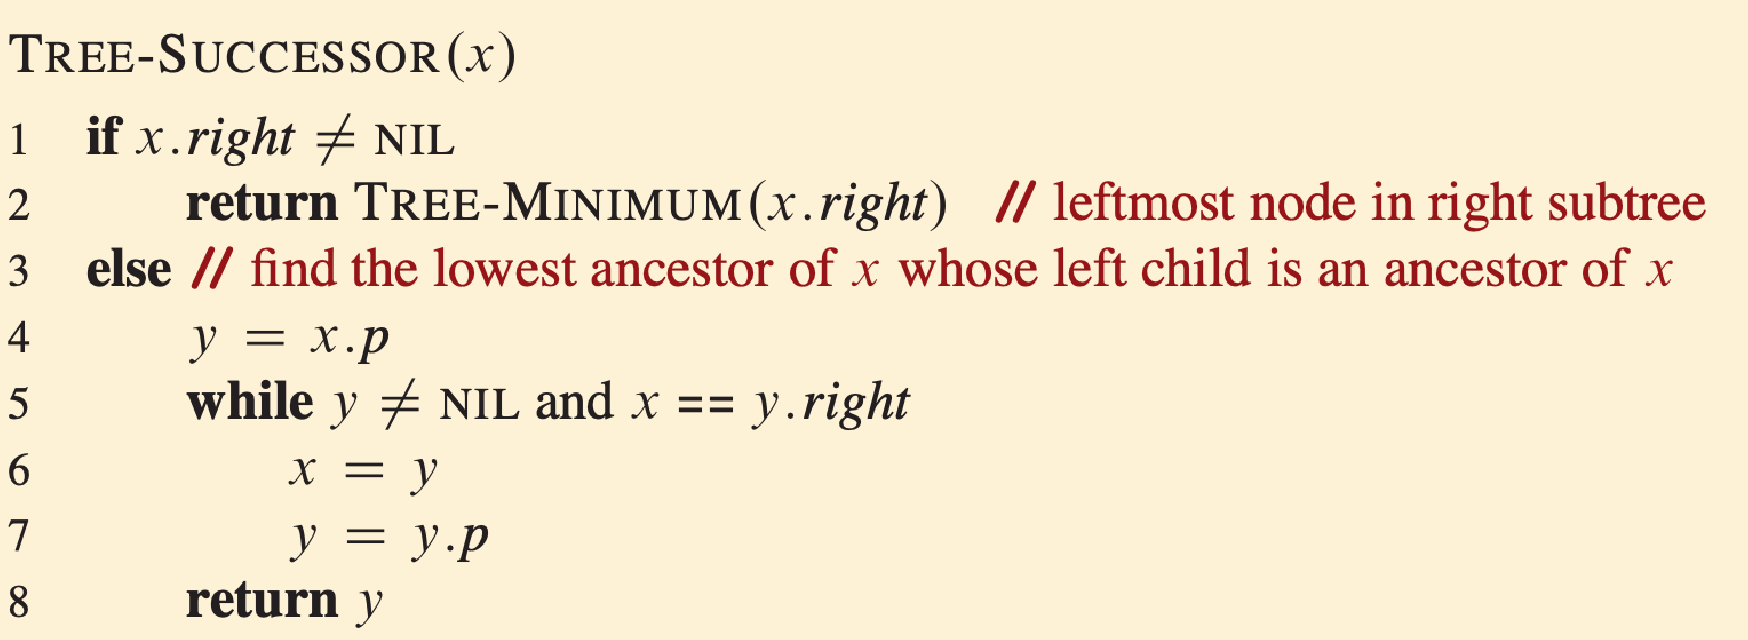 TREE-SUCCESSOR(x)
1 if x.right ≠ NIL
2 return TREE-MINIMUM(x.right) // leftmost node in right subtree
3 else // find the lowest ancestor of x whose left child is an ancestor of x
4 y = x.p
5 while y ≠ NIL and x == y.right
6 x = y
7 y = y.p
8 return y